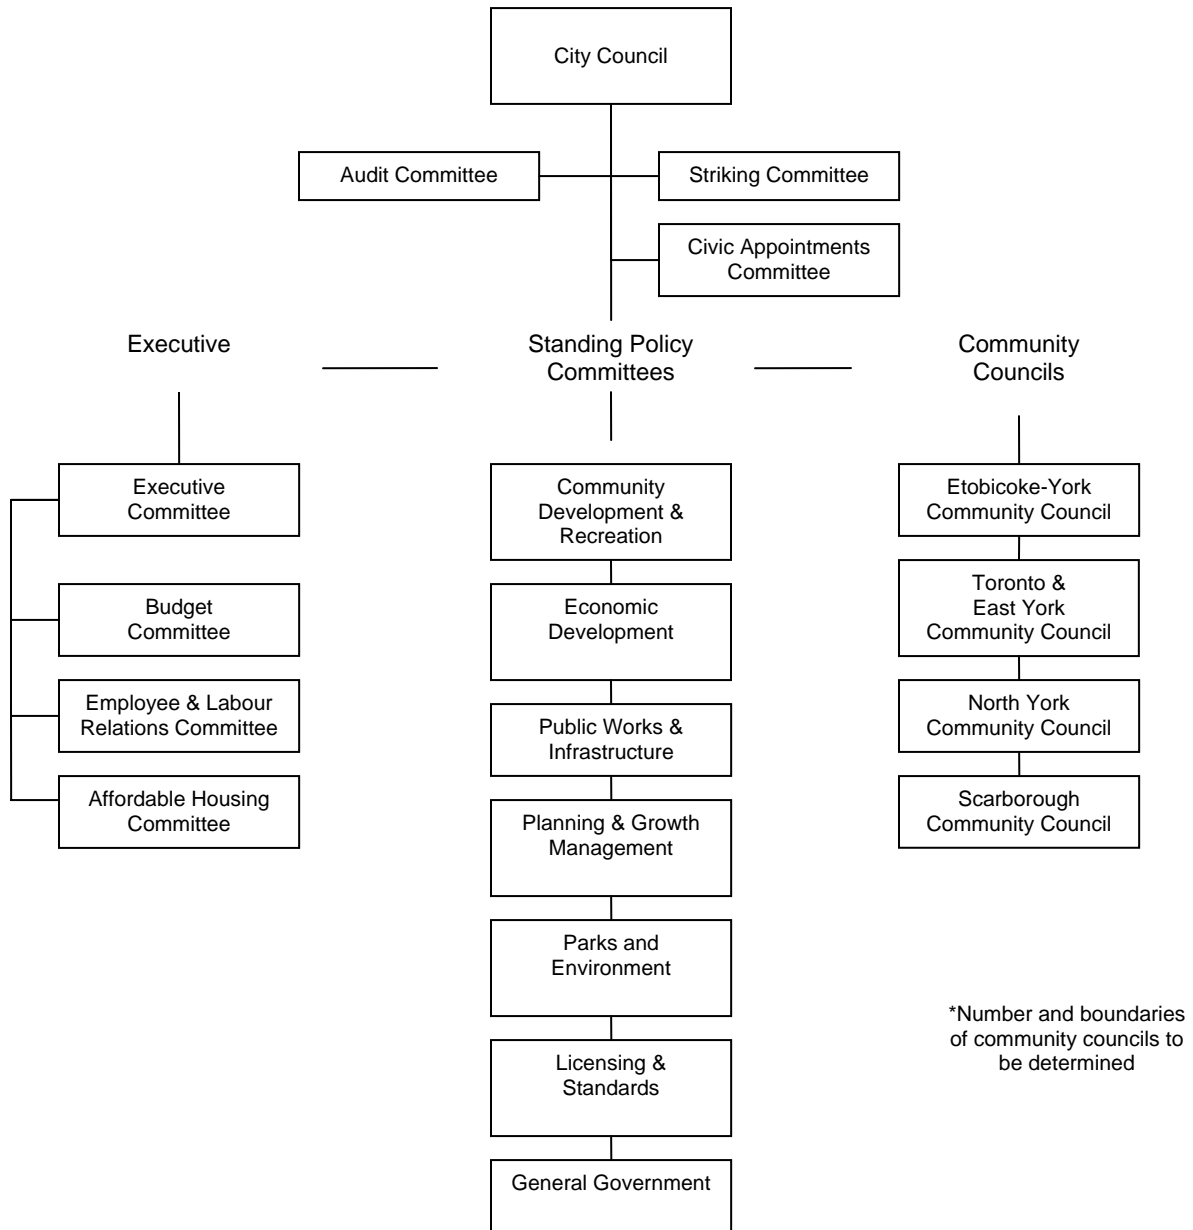 City Council
Audit Committee
Striking Committee
Civic Appointments
Committee
Executive
Standing Policy
Committees
Community
Councils
Executive
Committee
Budget
Committee
Employee & Labour
Relations Committee
Affordable Housing
Committee
Community
Development &
Recreation
Economic
Development
Public Works &
Infrastructure
Planning & Growth
Management
Parks and
Environment
Licensing &
Standards
General Government
Etobicoke-York
Community Council
Toronto &
East York
Community Council
North York
Community Council
Scarborough
Community Council
*Number and boundaries
of community councils to
be determined